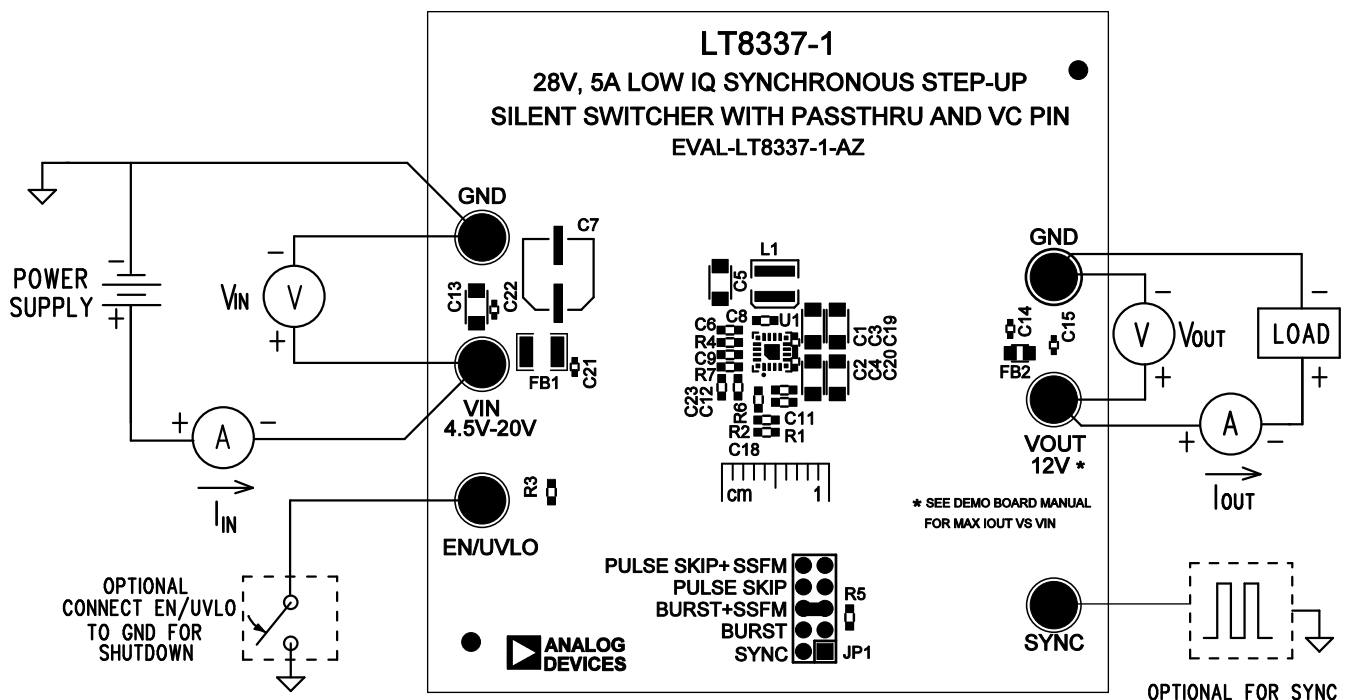 LT8337-1
28V, 5A LOW IQ SYNCHRONOUS STEP-UP
SILENT SWITCHER WITH PASSTHRU AND VC PIN
EVAL-LT8337-1-AZ
GND
C7
POWER
SUPPLY
-
+
VIN
-
V
+
C13
C22
FB1
C21
VIN
4.5V-20V
+
A
-
IIN
R3
EN/UVLO
OPTIONAL
CONNECT EN/UVLO
TO GND FOR
SHUTDOWN
L1
C5
C6
C8
U1
R4
C9
R7
C1
C3
C19
C2
C4
C20
C23
C12
R6
C11
R2
R1
C18
cm 1
GND
C14
C15
FB2
-
V
+
VOUT
-
LOAD
+
VOUT
12V *
+
A
-
IOUT
* SEE DEMO BOARD MANUAL
FOR MAX IOUT VS VIN
PULSE SKIP+ SSFM
PULSE SKIP
BURST+SSFM
BURST
SYNC
R5
JP1
ANALOG
DEVICES
SYNC
OPTIONAL FOR SYNC